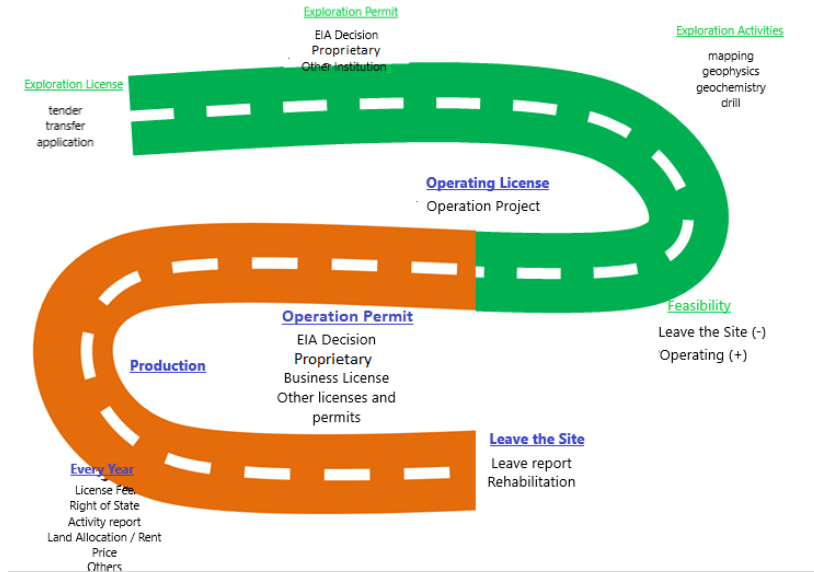 Exploration Permit
EIA Decision
Proprietary
Other institution
Exploration Activities
mapping
geophysics
geochemistry
drill
Exploration License
tender
transfer
application
Operating License
Operation Project
Feasibility
Leave the Site (-)
Operating (+)
Operation Permit
EIA Decision
Proprietary
Business License
Other licenses and
permits
Production
Leave the Site
Leave report
Rehabilitation
Every Year
License Fee
Right of State
Activity report
Land Allocation / Rent
Price
Others